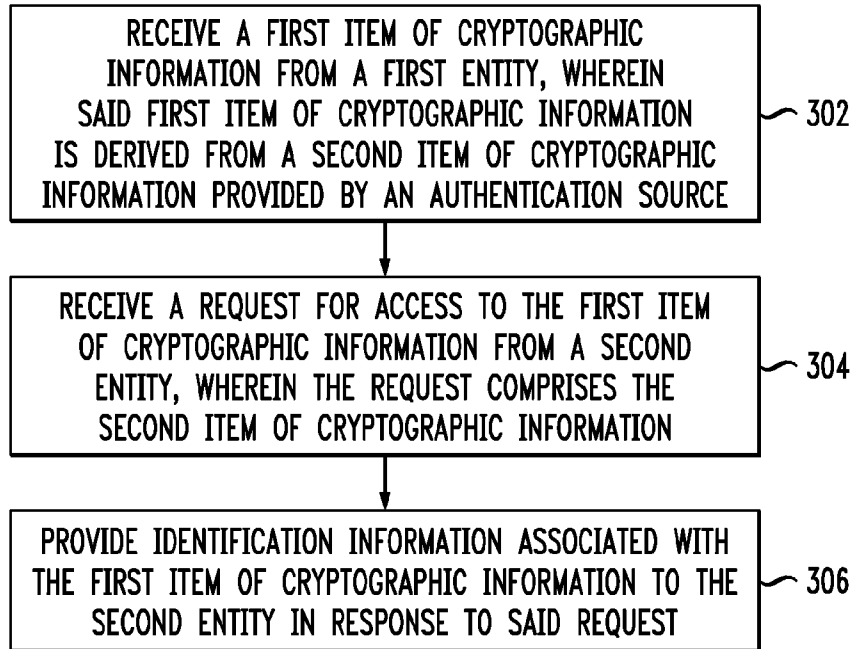 RECEIVE A FIRST ITEM OF CRYPTOGRAPHIC
INFORMATION FROM A FIRST ENTITY, WHEREIN
SAID FIRST ITEM OF CRYPTOGRAPHIC INFORMATION
IS DERIVED FROM A SECOND ITEM OF CRYPTOGRAPHIC
INFORMATION PROVIDED BY AN AUTHENTICATION SOURCE
302
RECEIVE A REQUEST FOR ACCESS TO THE FIRST ITEM
OF CRYPTOGRAPHIC INFORMATION FROM A SECOND
ENTITY, WHEREIN THE REQUEST COMPRISES THE
SECOND ITEM OF CRYPTOGRAPHIC INFORMATION
304
PROVIDE IDENTIFICATION INFORMATION ASSOCIATED WITH
THE FIRST ITEM OF CRYPTOGRAPHIC INFORMATION TO THE
SECOND ENTITY IN RESPONSE TO SAID REQUEST
306